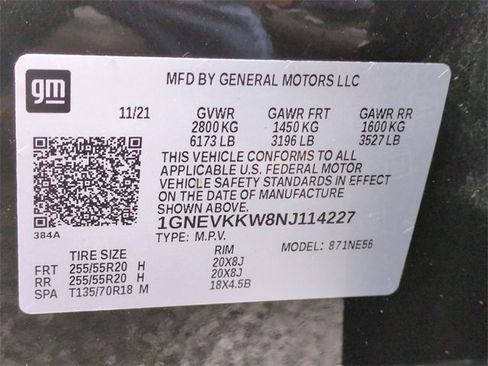 gm
MFD BY GENERAL MOTORS LLC
11/21 GVWR GAWR FRT GAWR RR
2800 KG 1450 KG 1600 KG
6173 LB 3196 LB 3527 LB
THIS VEHICLE CONFORMS TO ALL
APPLICABLE U.S. FEDERAL MOTOR
VEHICLE SAFETY STANDARDS IN EFFECT
ON THE DATE OF MANUFACTURE
SHOWN ABOVE.
1GNEVKKW8NJ114227
384A
TYPE: M.P.V. MODEL: 871NE56
TIRE SIZE RIM
FRT 255/55R20 H 20X8J
RR 255/55R20 H 20X8J
SPA T135/70R18 M 18X4.5B